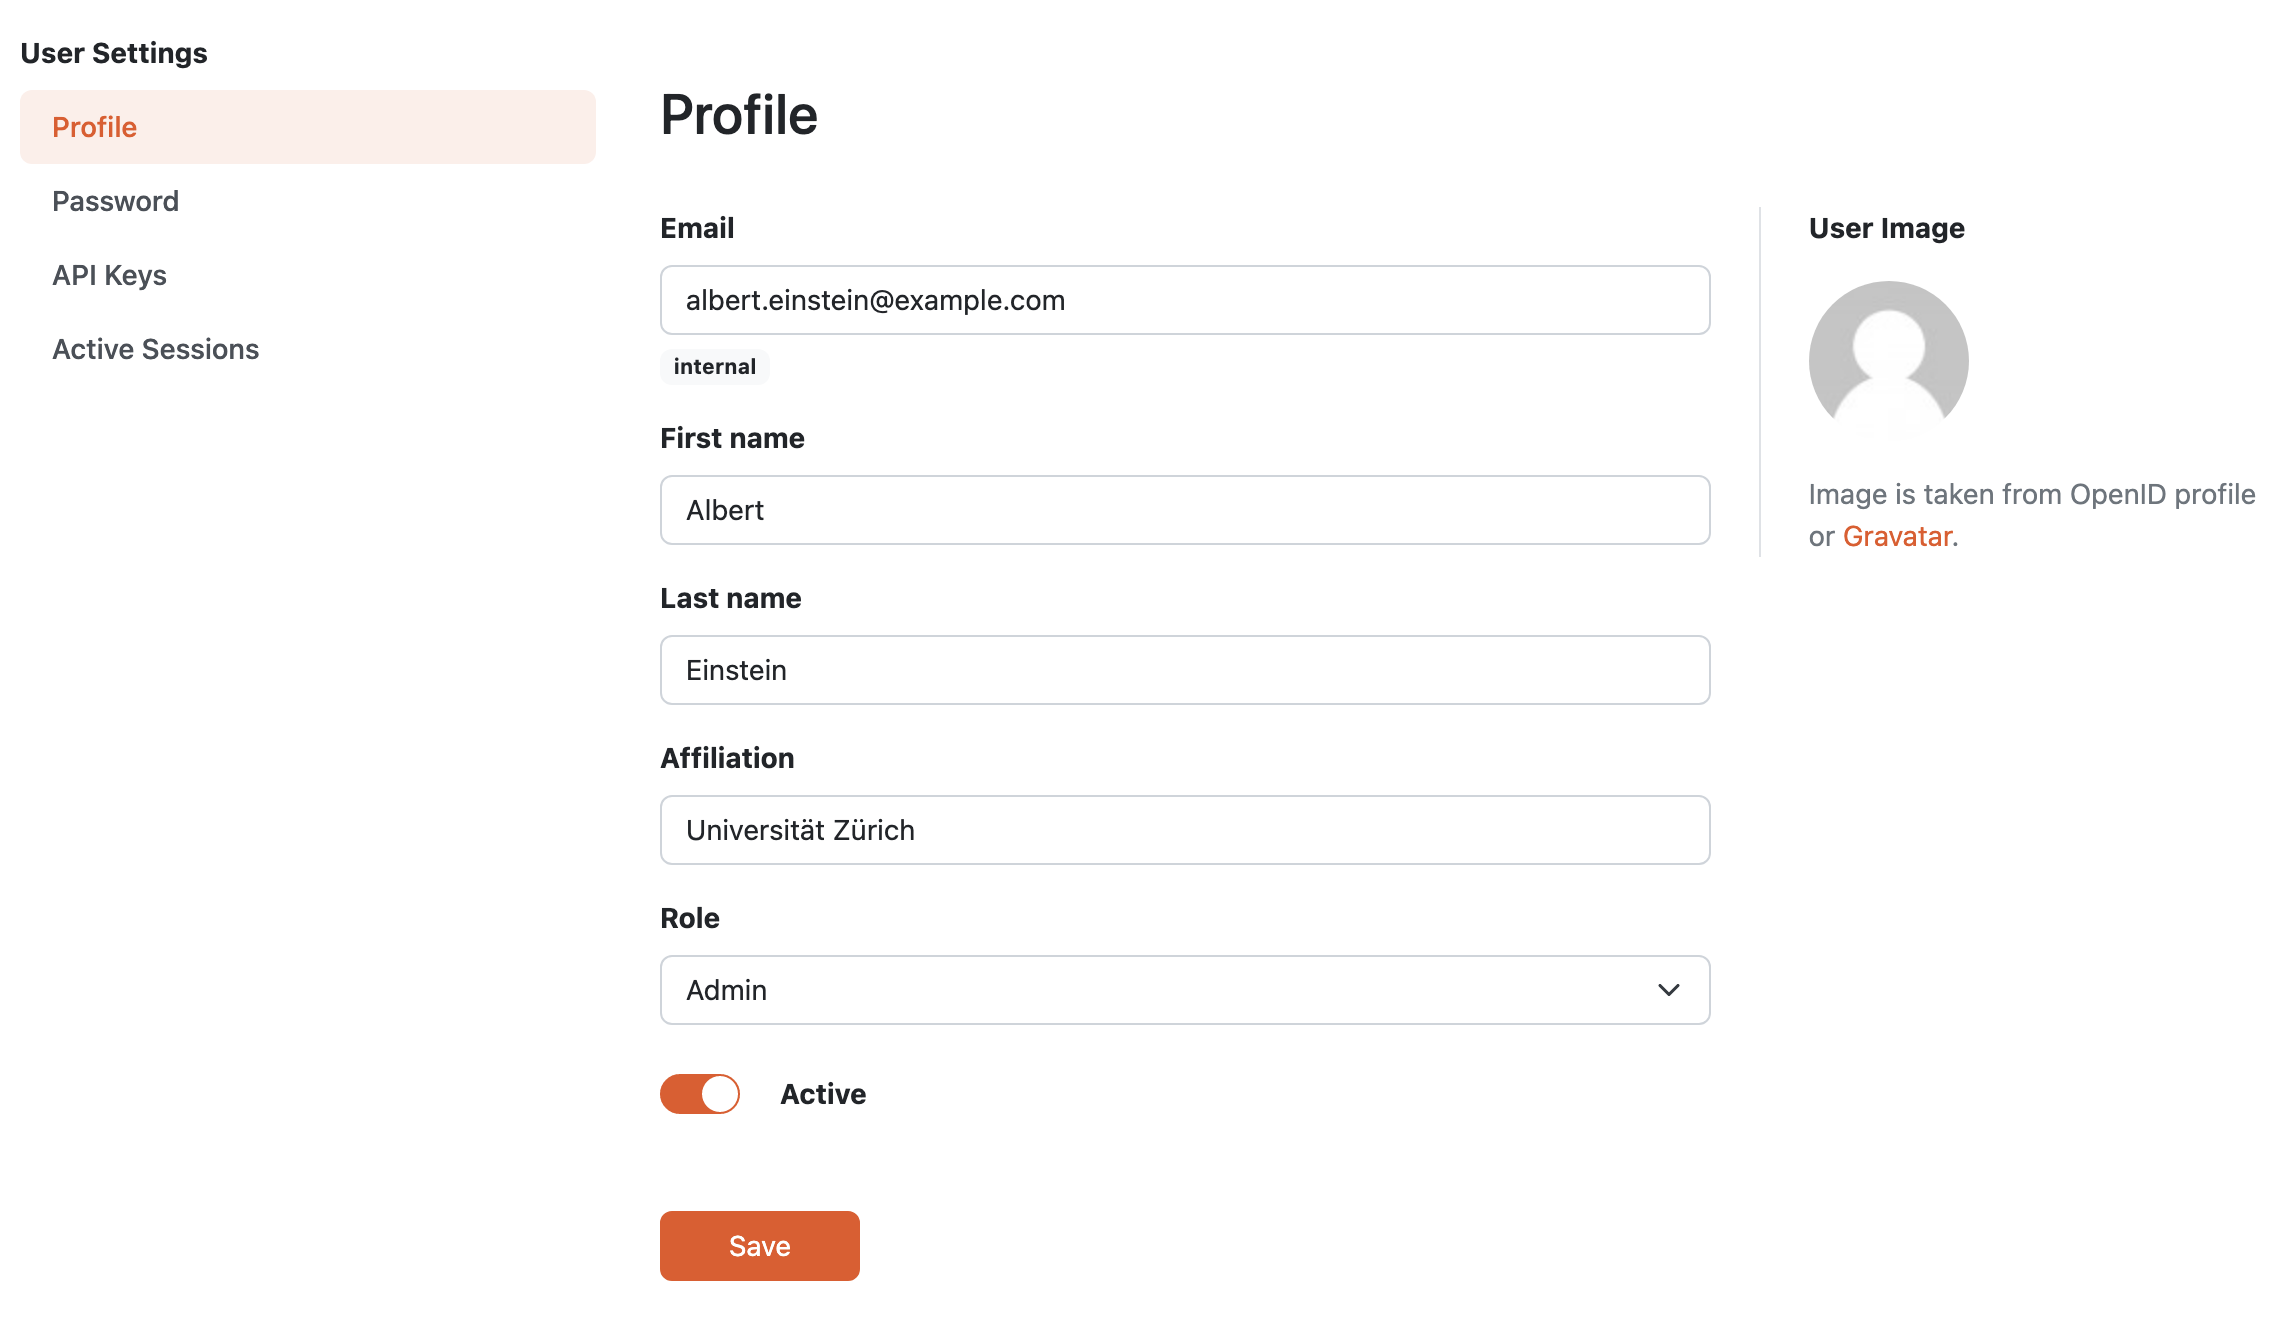 User Settings
Profile
Password
API Keys
Active Sessions
Profile
Email
albert.einstein@example.com
internal
First name
Albert
Last name
Einstein
Affiliation
Universität Zürich
Role
Admin
Active
Save
User Image
Image is taken from OpenID profile
or Gravatar.